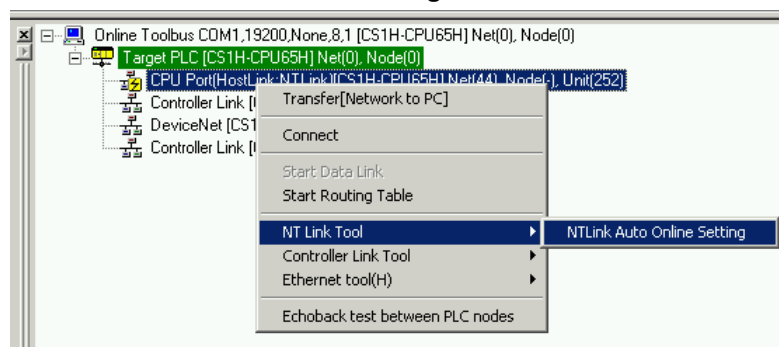 Online Toolbus COM1,19200,None,8,1 [CS1H-CPU65H] Net(0), Node(0)
Target PLC [CS1H-CPU65H] Net(0), Node(0)
CPU Port(HostLink:NTLink)[CS1H-CPU65H] Net(44), Node(-), Unit(252)
Controller Link [
DeviceNet [CS1
Controller Link [
Transfer[Network to PC]
Connect
Start Data Link
Start Routing Table
NT Link Tool
NTLink Auto Online Setting
Controller Link Tool
Ethernet tool(H)
Echoback test between PLC nodes